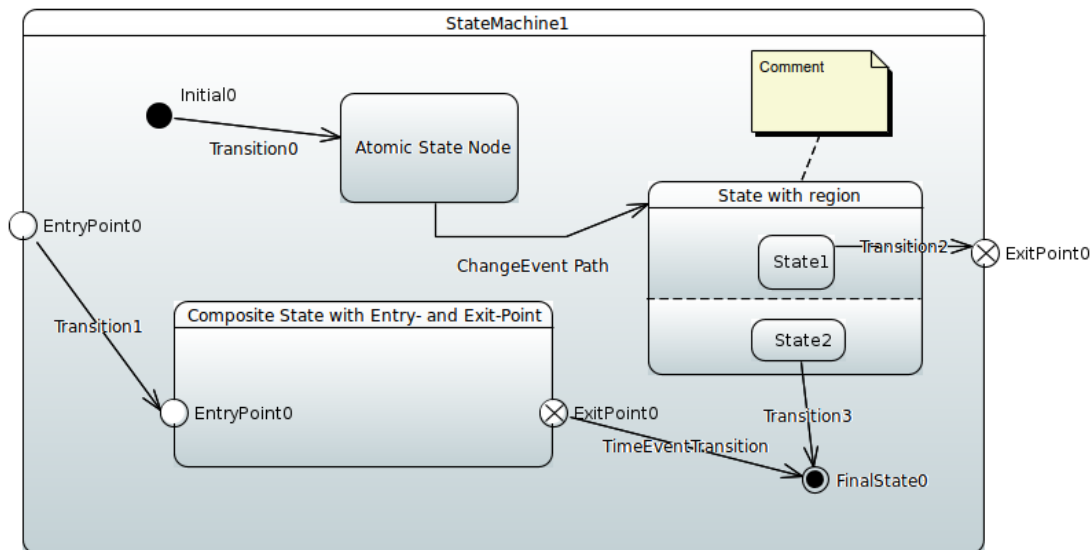 StateMachine1
Comment
Initial0
Transition0
Atomic State Node
State with region
EntryPoint0
ChangeEvent Path
State1
Transition2
ExitPoint0
Composite State with Entry- and Exit-Point
Transition1
State2
EntryPoint0
ExitPoint0
Transition3
TimeEventTransition
FinalState0